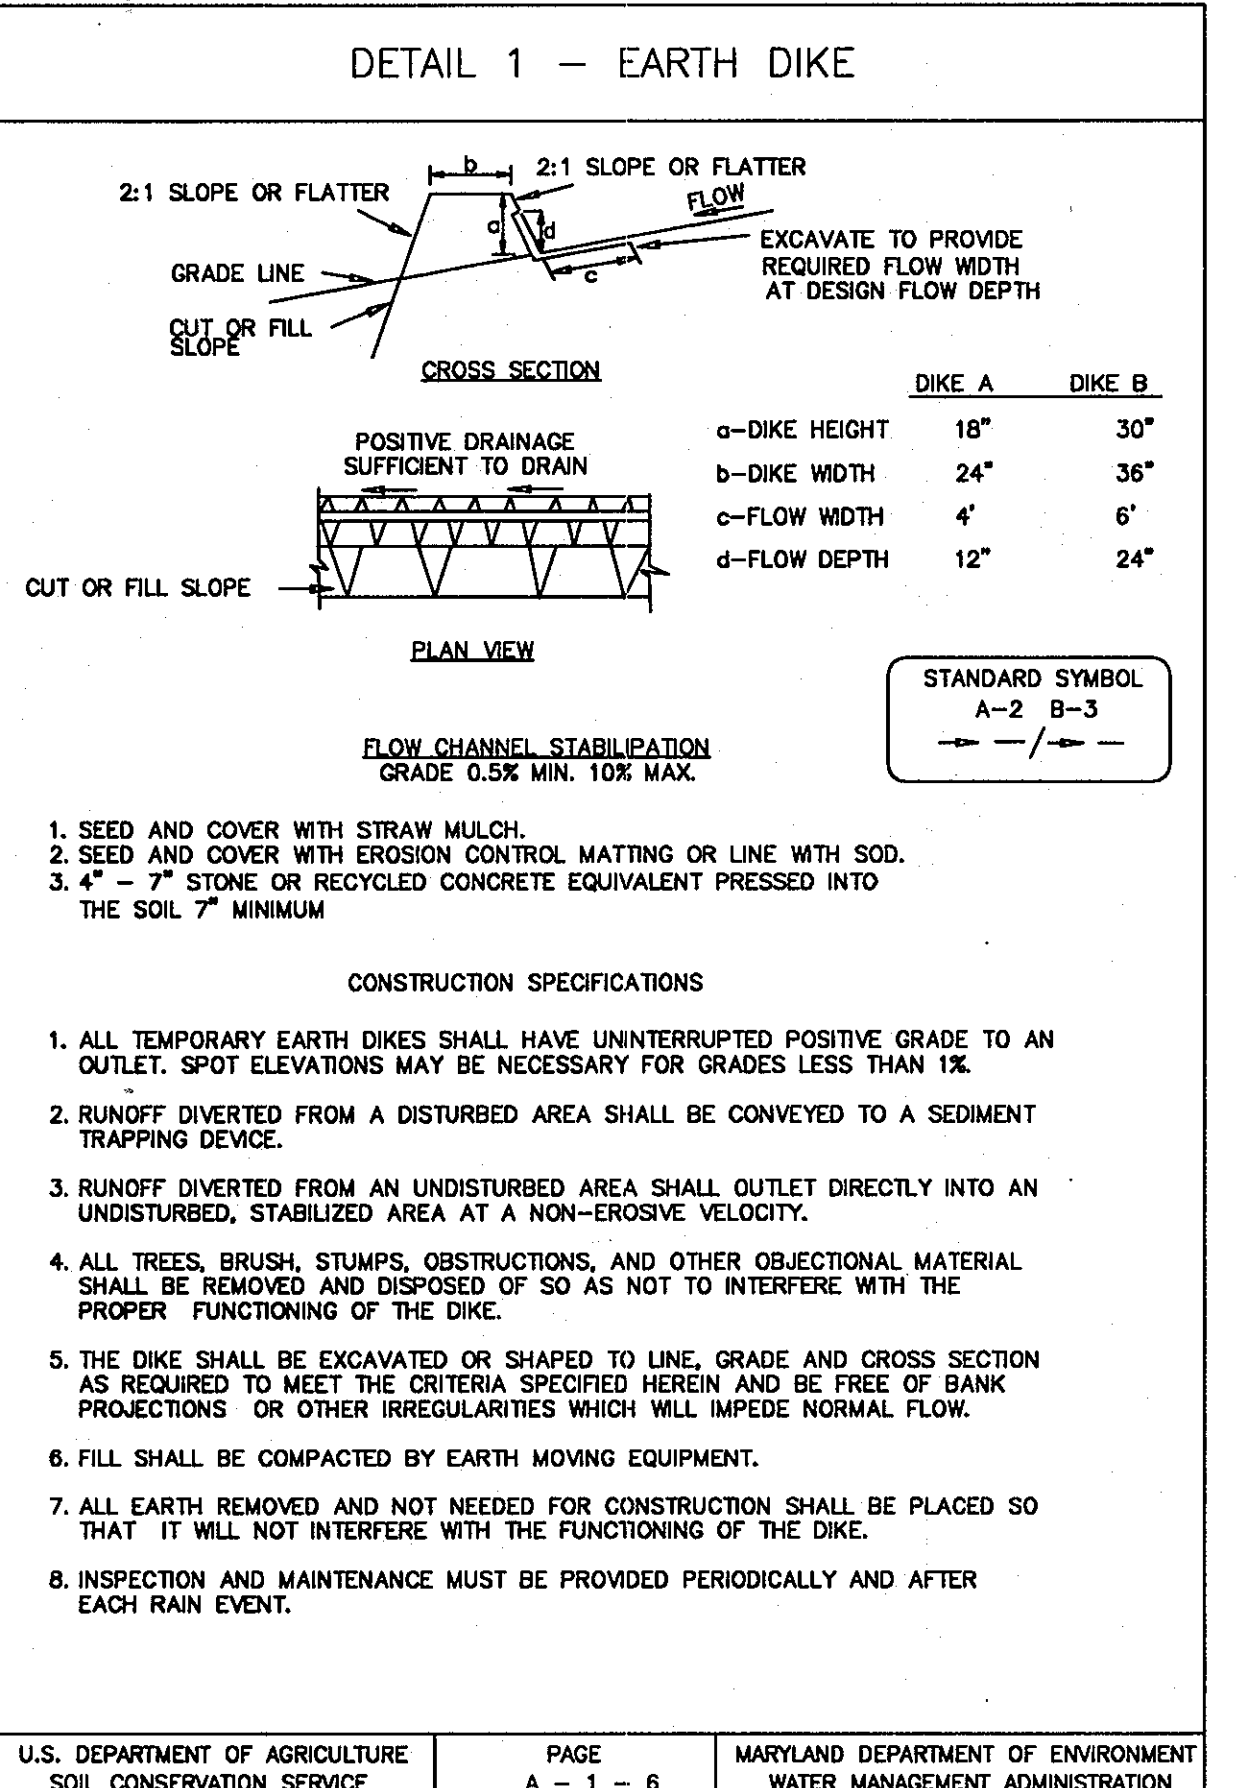 DETAIL 1 — EARTH DIKE
b
2:1 SLOPE OR FLATTER
2:1 SLOPE OR FLATTER
FLOW
a
d
EXCAVATE TO PROVIDE
REQUIRED FLOW WIDTH
AT DESIGN FLOW DEPTH
GRADE LINE
c
CUT OR FILL
SLOPE
CROSS SECTION
DIKE A DIKE B
a-DIKE HEIGHT 18" 30"
b-DIKE WIDTH 24" 36"
c-FLOW WIDTH 4' 6'
d-FLOW DEPTH 12" 24"
POSITIVE DRAINAGE
SUFFICIENT TO DRAIN
CUT OR FILL SLOPE
PLAN VIEW
STANDARD SYMBOL
A-2 B-3
/
FLOW CHANNEL STABILIPATION
GRADE 0.5% MIN. 10% MAX.
1. SEED AND COVER WITH STRAW MULCH.
2. SEED AND COVER WITH EROSION CONTROL MATTING OR LINE WITH SOD.
3. 4" – 7" STONE OR RECYCLED CONCRETE EQUIVALENT PRESSED INTO
THE SOIL 7" MINIMUM
CONSTRUCTION SPECIFICATIONS
1. ALL TEMPORARY EARTH DIKES SHALL HAVE UNINTERRUPTED POSITIVE GRADE TO AN
OUTLET. SPOT ELEVATIONS MAY BE NECESSARY FOR GRADES LESS THAN 1%.
2. RUNOFF DIVERTED FROM A DISTURBED AREA SHALL BE CONVEYED TO A SEDIMENT
TRAPPING DEVICE.
3. RUNOFF DIVERTED FROM AN UNDISTURBED AREA SHALL OUTLET DIRECTLY INTO AN
UNDISTURBED, STABILIZED AREA AT A NON-EROSIVE VELOCITY.
4. ALL TREES, BRUSH, STUMPS, OBSTRUCTIONS, AND OTHER OBJECTIONAL MATERIAL
SHALL BE REMOVED AND DISPOSED OF SO AS NOT TO INTERFERE WITH THE
PROPER FUNCTIONING OF THE DIKE.
5. THE DIKE SHALL BE EXCAVATED OR SHAPED TO LINE, GRADE AND CROSS SECTION
AS REQUIRED TO MEET THE CRITERIA SPECIFIED HEREIN AND BE FREE OF BANK
PROJECTIONS OR OTHER IRREGULARITIES WHICH WILL IMPEDE NORMAL FLOW.
6. FILL SHALL BE COMPACTED BY EARTH MOVING EQUIPMENT.
7. ALL EARTH REMOVED AND NOT NEEDED FOR CONSTRUCTION SHALL BE PLACED SO
THAT IT WILL NOT INTERFERE WITH THE FUNCTIONING OF THE DIKE.
8. INSPECTION AND MAINTENANCE MUST BE PROVIDED PERIODICALLY AND AFTER
EACH RAIN EVENT.
U.S. DEPARTMENT OF AGRICULTURE
SOIL CONSERVATION SERVICE
PAGE
A – 1 – 6
MARYLAND DEPARTMENT OF ENVIRONMENT
WATER MANAGEMENT ADMINISTRATION